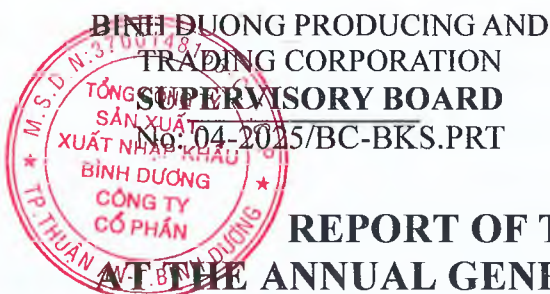 BINH DUONG PRODUCING AND
TRADING CORPORATION
SUPERVISORY BOARD
No: 04-2025/BC-BKS.PRT
M.S.D.N:37001481
TỔNG CÔNG TY
SẢN XUẤT
XUẤT NHẬP KHẨU
BÌNH DƯƠNG
CÔNG TY
CỔ PHẦN
TP.THUẬN AN-T.BÌNH DƯƠNG
REPORT OF T
AT THE ANNUAL GENE